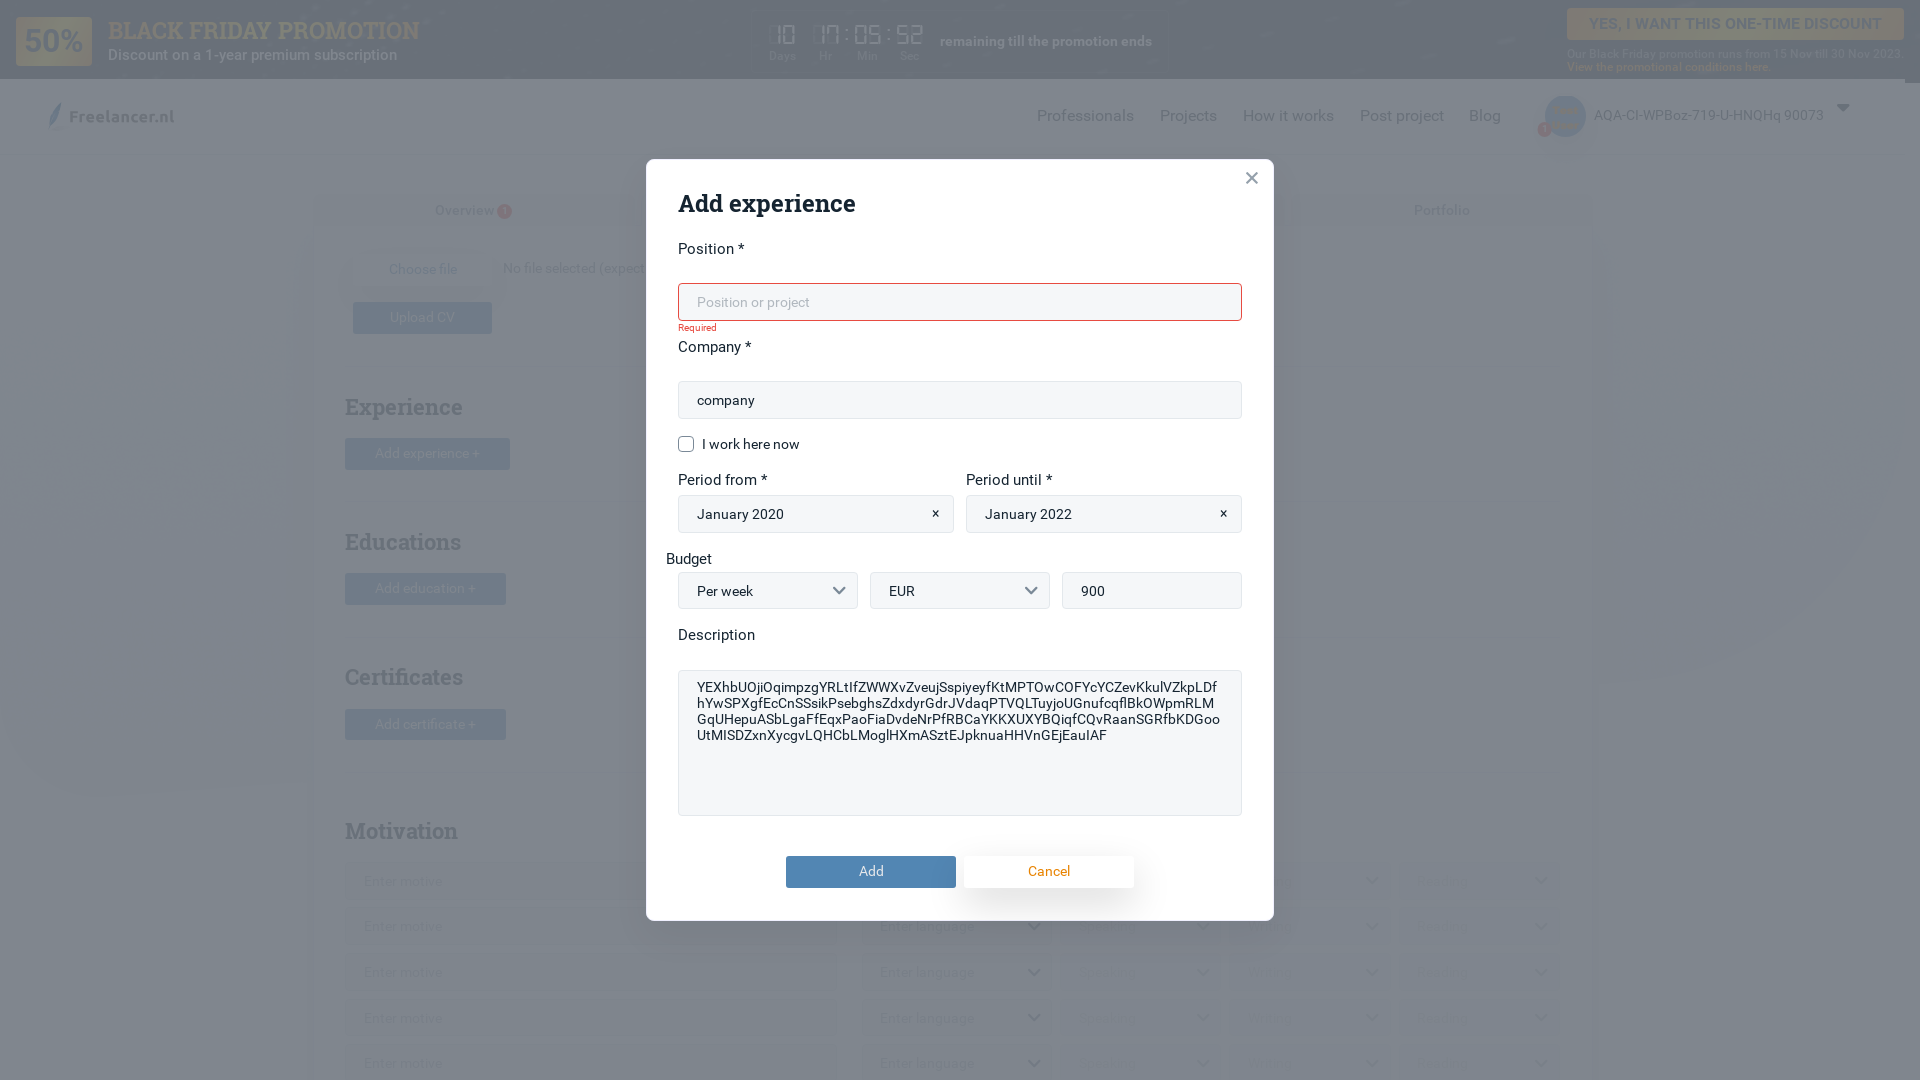 50%
BLACK FRIDAY PROMOTION
Discount on a 1-year premium subscription
10 17 : 05 : 52
Days Hr Min Sec
remaining till the promotion ends
YES, I WANT THIS ONE-TIME DISCOUNT
Our Black Friday promotion runs from 15 Nov till 30 Nov 2023.
View the promotional conditions here
Freelancer.nl
Professionals Projects How it works Post project Blog
AQA-CI-WPBoz-719-U-HNQHq 90073
Overview
Portfolio
Choose file No file selected (expect
Upload CV
Experience
Add experience +
Educations
Add education +
Certificates
Add certificate +
Motivation
Enter motive
Enter motive
Enter language
Enter motive
Enter language
Enter motive
Enter language
Enter motive
Enter language
Add experience
Position *
Position or project
Required
Company *
company
I work here now
Period from * Period until *
January 2020 × January 2022 ×
Budget
Per week EUR 900
Description
Add Cancel